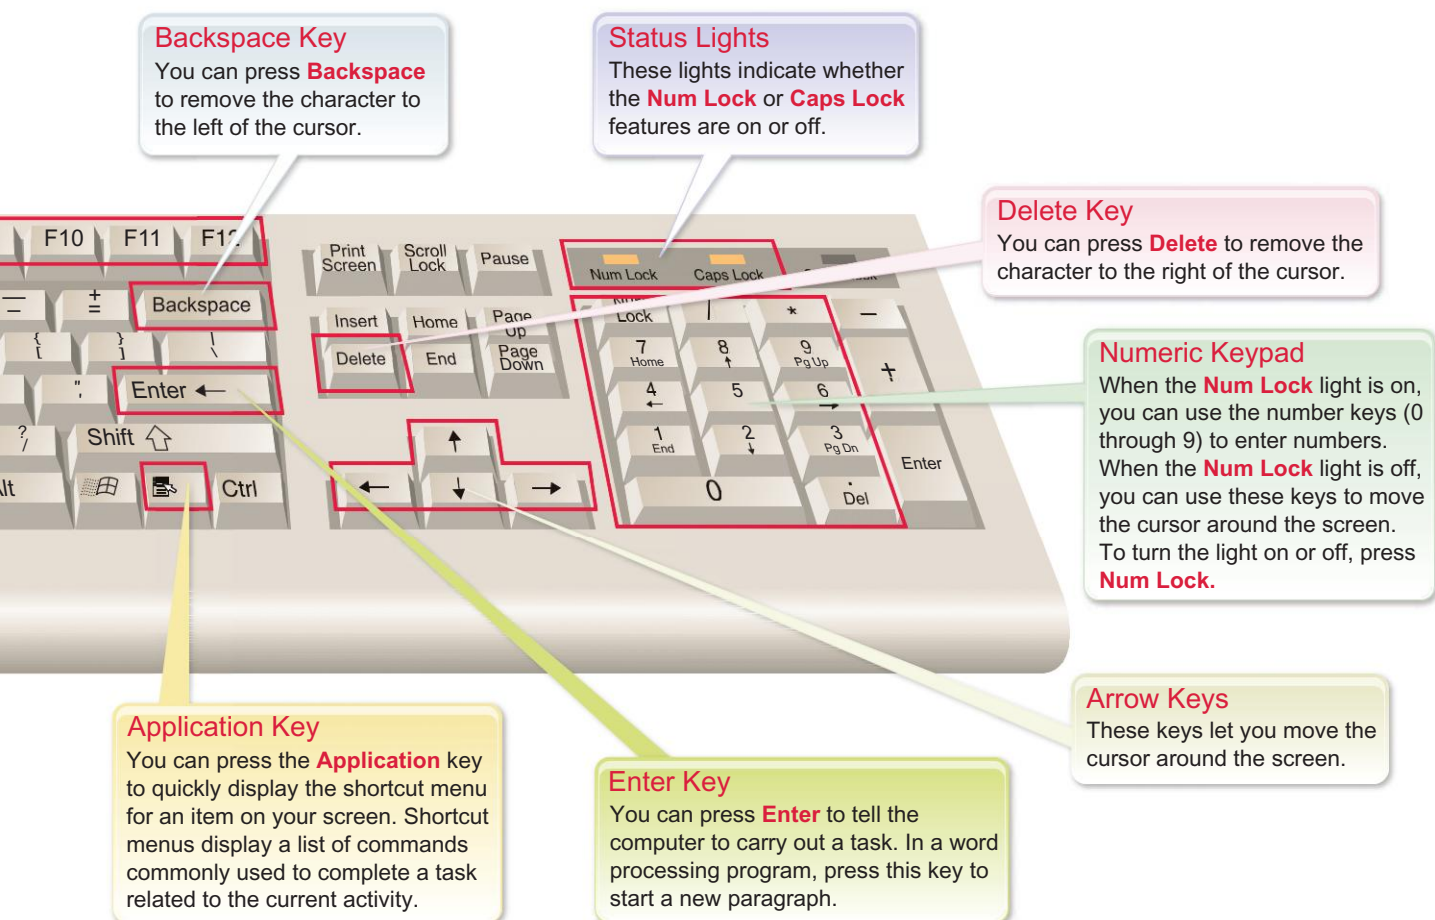 Backspace Key
You can press Backspace
to remove the character to
the left of the cursor.
Status Lights
These lights indicate whether
the Num Lock or Caps Lock
features are on or off.
Delete Key
You can press Delete to remove the
character to the right of the cursor.
Numeric Keypad
When the Num Lock light is on,
you can use the number keys (0
through 9) to enter numbers.
When the Num Lock light is off,
you can use these keys to move
the cursor around the screen.
To turn the light on or off, press
Num Lock.
Arrow Keys
These keys let you move the
cursor around the screen.
Enter Key
You can press Enter to tell the
computer to carry out a task. In a word
processing program, press this key to
start a new paragraph.
Application Key
You can press the Application key
to quickly display the shortcut menu
for an item on your screen. Shortcut
menus display a list of commands
commonly used to complete a task
related to the current activity.
F10 F11 F12
— + Backspace
– =
{ } |
[ ] \
" Enter ←
'
? Shift ⇧
/
Ctrl
Print Scroll Pause
Screen Lock
Insert Home Page
Up
Delete End Page
Down
↑
← ↓ →
Num Lock Caps Lock
Lock / * –
7 8 9 +
Home ↑ Pg Up
4 5 6
← →
1 2 3 Enter
End ↓ Pg Dn
0 .
Del